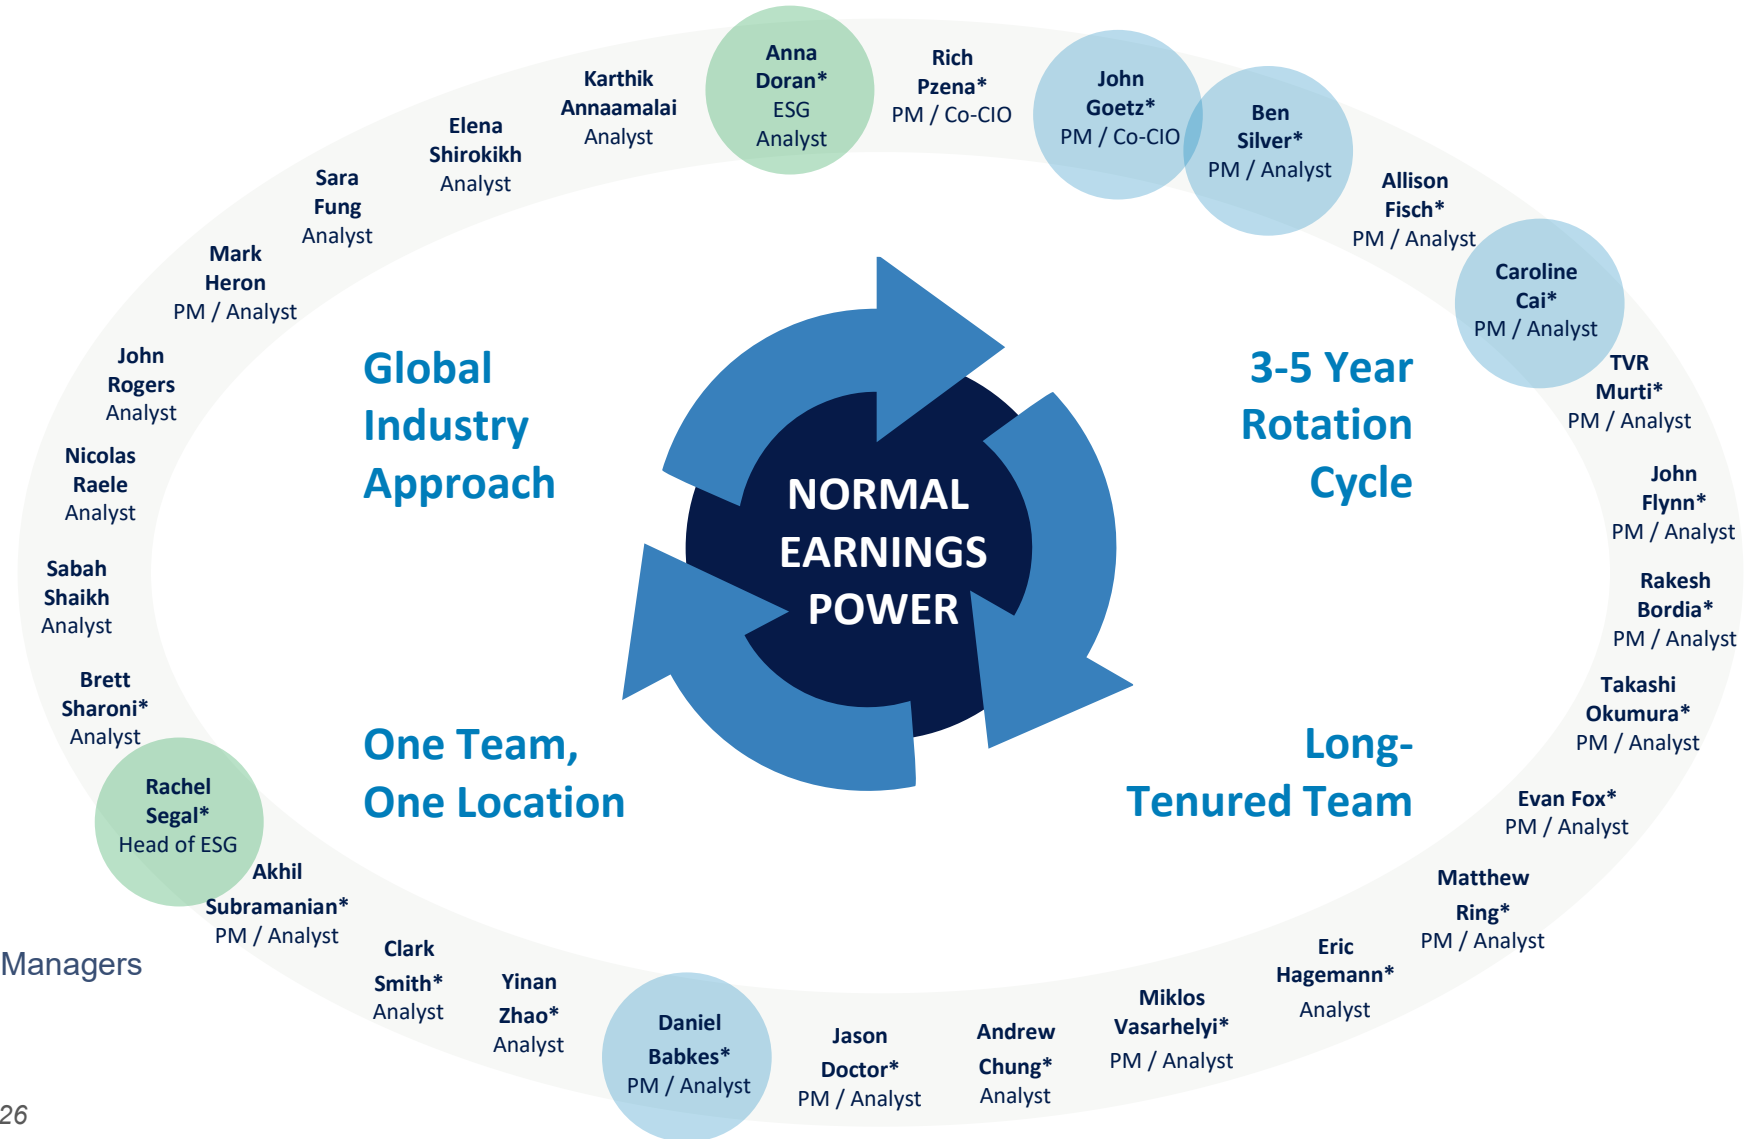 Anna
Doran*
ESG
Analyst
Rich
Pzena*
PM / Co-CIO
John
Goetz*
PM / Co-CIO
Ben
Silver*
PM / Analyst
Allison
Fisch*
PM / Analyst
Caroline
Cai*
PM / Analyst
TVR
Murti*
PM / Analyst
John
Flynn*
PM / Analyst
Rakesh
Bordia*
PM / Analyst
Takashi
Okumura*
PM / Analyst
Evan Fox*
PM / Analyst
Matthew
Ring*
PM / Analyst
Eric
Hagemann*
Analyst
Miklos
Vasarhelyi*
PM / Analyst
Andrew
Chung*
Analyst
Jason
Doctor*
PM / Analyst
Daniel
Babkes*
PM / Analyst
Yinan
Zhao*
Analyst
Clark
Smith*
Analyst
Akhil
Subramanian*
PM / Analyst
Rachel
Segal*
Head of ESG
Brett
Sharoni*
Analyst
Sabah
Shaikh
Analyst
Nicolas
Raele
Analyst
John
Rogers
Analyst
Mark
Heron
PM / Analyst
Sara
Fung
Analyst
Elena
Shirokikh
Analyst
Karthik
Annaamalai
Analyst
Global
Industry
Approach
3-5 Year
Rotation
Cycle
NORMAL
EARNINGS
POWER
One Team,
One Location
Long-
Tenured Team
Managers
26